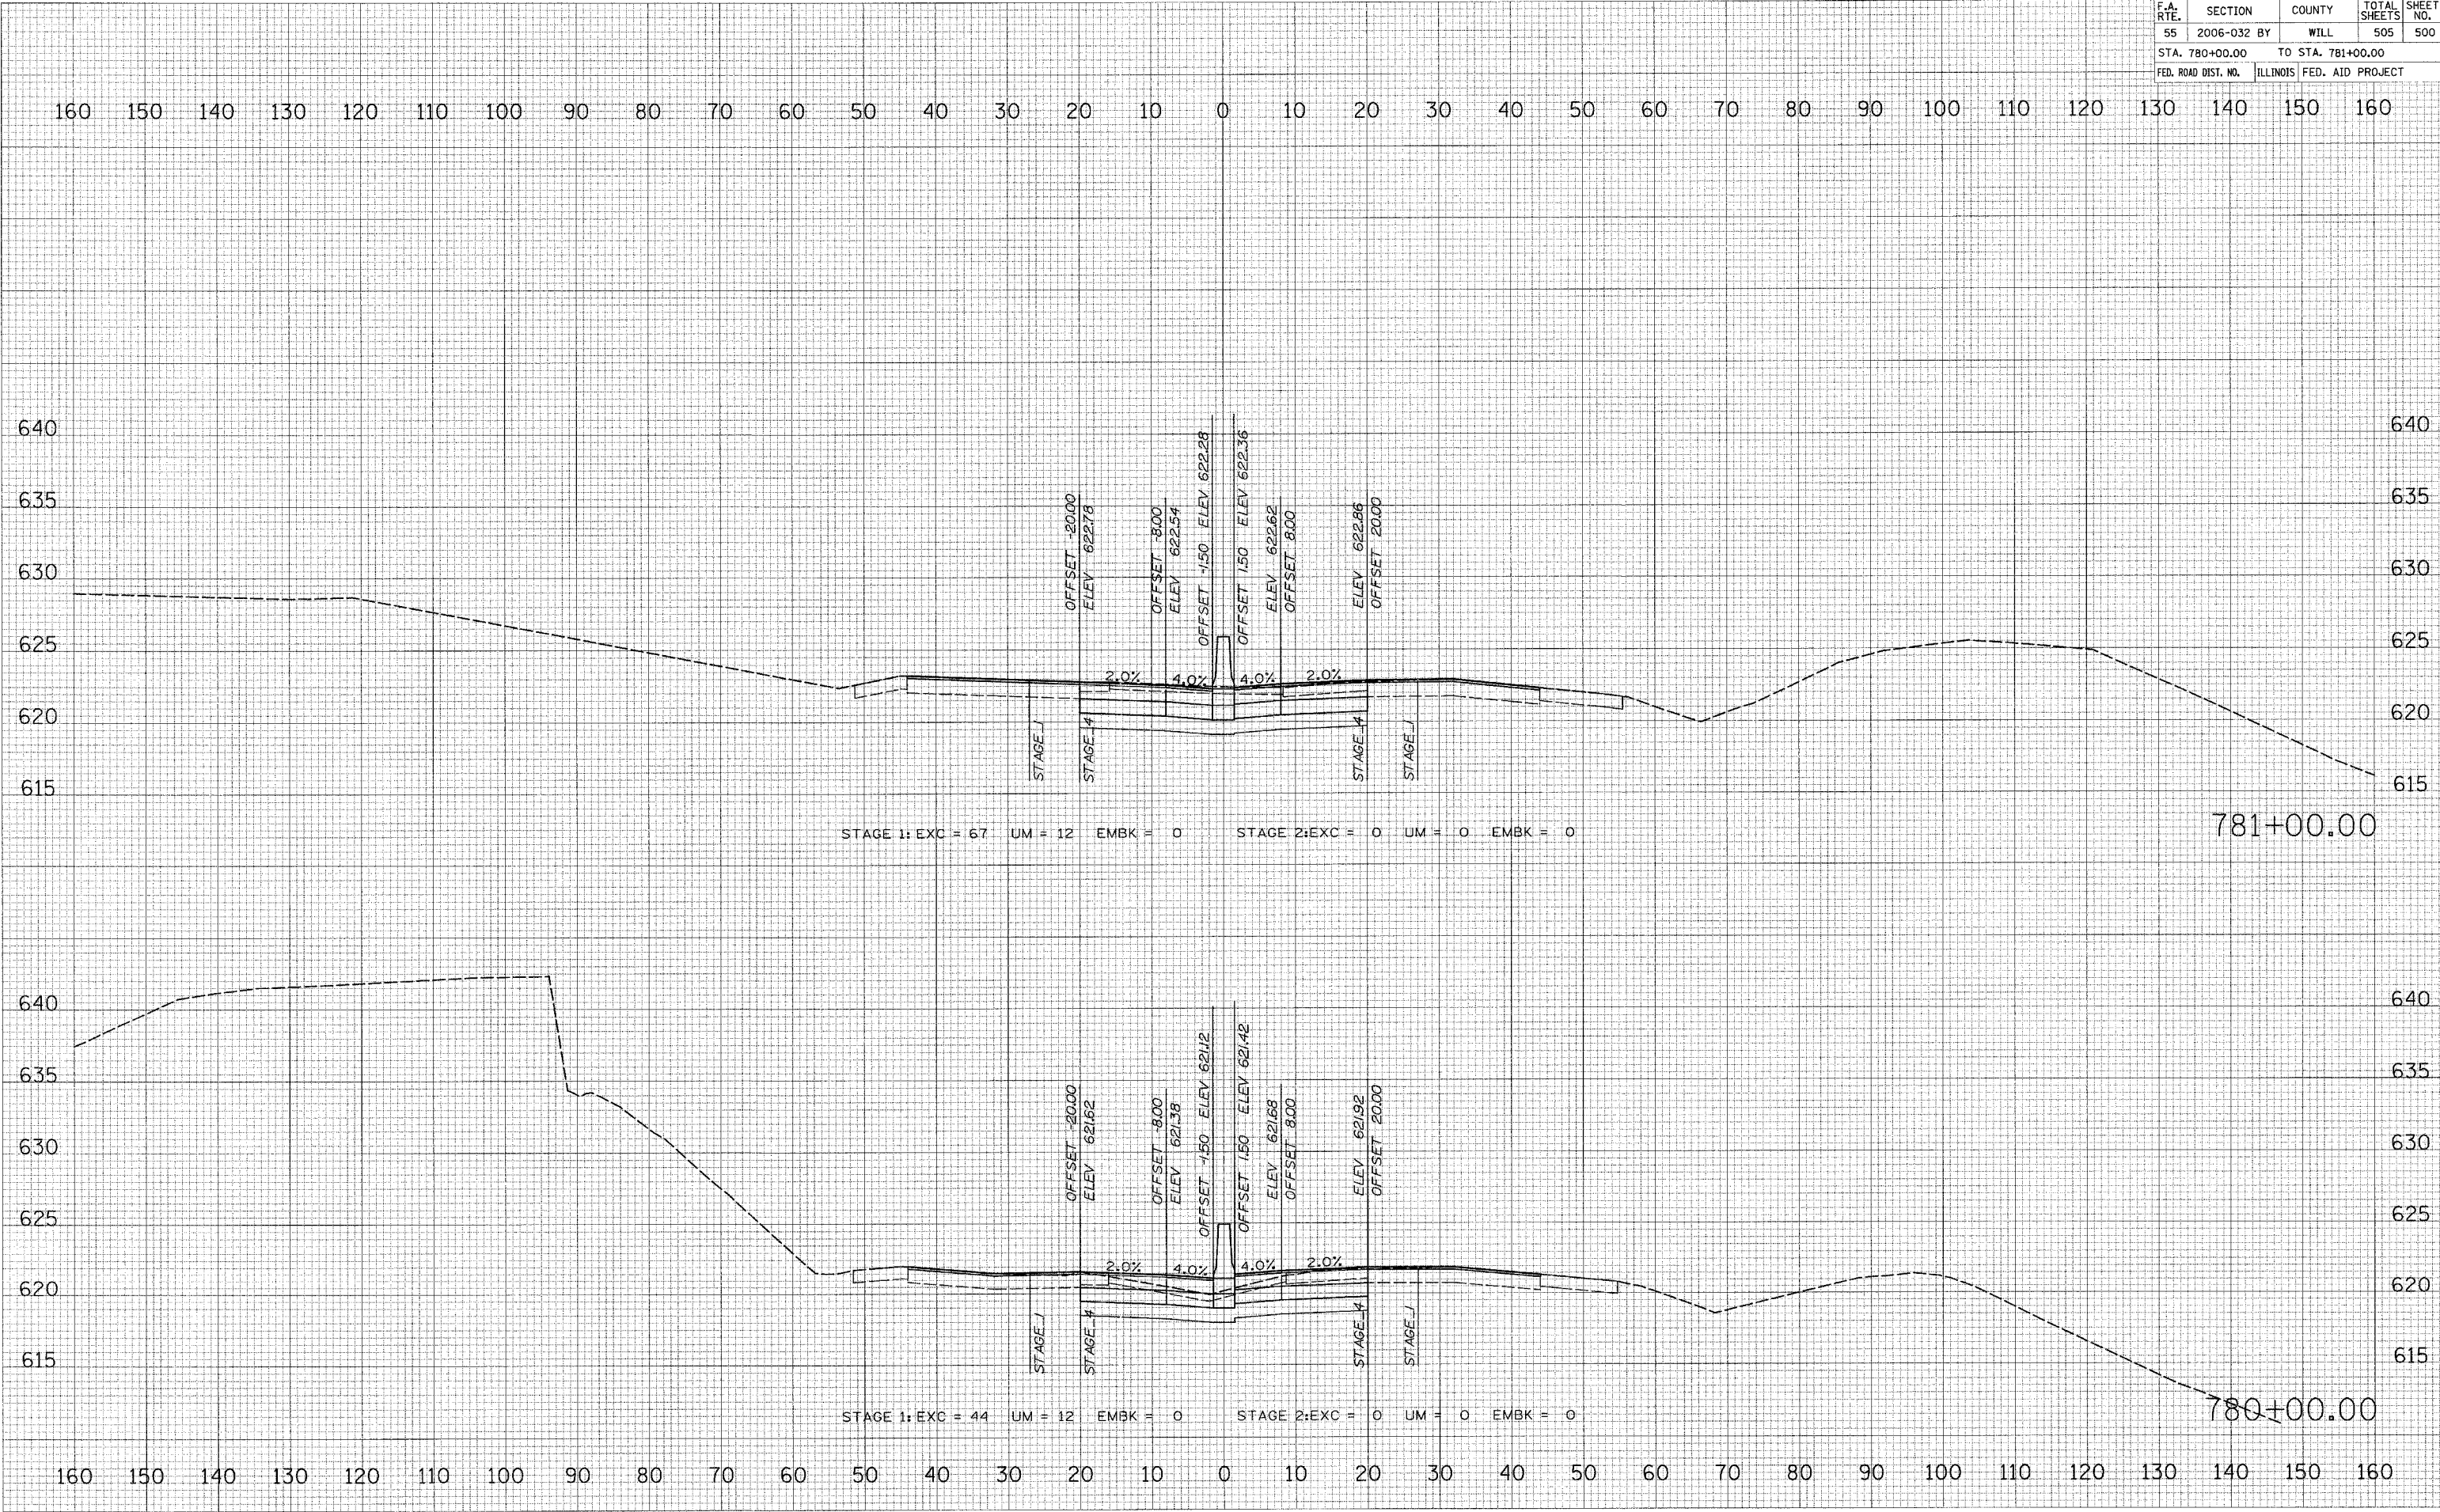 F.A. RTE. SECTION COUNTY TOTAL SHEETS SHEET NO.
55 2006-032 BY WILL 505 500
STA. 780+00.00 TO STA. 781+00.00
FED. ROAD DIST. NO. ILLINOIS FED. AID PROJECT
160 150 140 130 120 110 100 90 80 70 60 50 40 30 20 10 0 10 20 30 40 50 60 70 80 90 100 110 120 130 140 150 160
640 640
635 635
630 630
625 625
620 620
615 615
OFFSET -20.00
ELEV 622.78
OFFSET -8.00
ELEV 622.54
OFFSET -1.50 ELEV 622.28
OFFSET 1.50 ELEV 622.36
ELEV 622.62
OFFSET 8.00
ELEV 622.86
OFFSET 20.00
2.0% 4.0% 4.0% 2.0%
STAGE_1
STAGE_4
STAGE_4
STAGE_1
STAGE 1: EXC = 67 UM = 12 EMBK = 0 STAGE 2:EXC = 0 UM = 0 EMBK = 0
781+00.00
640 640
635 635
630 630
625 625
620 620
615 615
OFFSET -20.00
ELEV 621.62
OFFSET -8.00
ELEV 621.38
OFFSET -1.50 ELEV 621.12
OFFSET 1.50 ELEV 621.42
ELEV 621.68
OFFSET 8.00
ELEV 621.92
OFFSET 20.00
2.0% 4.0% 4.0% 2.0%
STAGE_1
STAGE_4
STAGE_4
STAGE_1
STAGE 1: EXC = 44 UM = 12 EMBK = 0 STAGE 2:EXC = 0 UM = 0 EMBK = 0
780+00.00
160 150 140 130 120 110 100 90 80 70 60 50 40 30 20 10 0 10 20 30 40 50 60 70 80 90 100 110 120 130 140 150 160